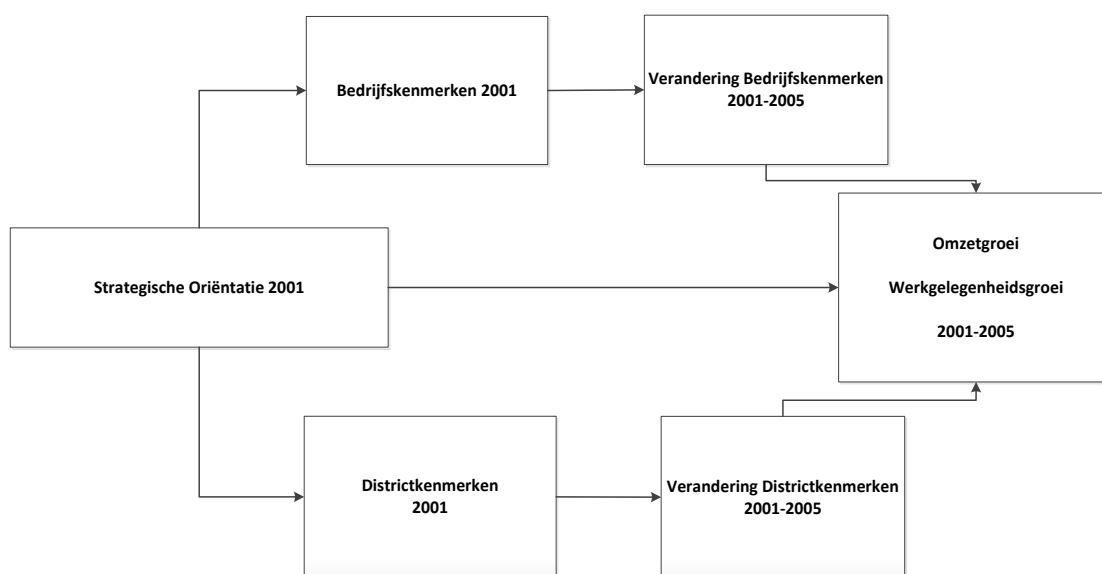 Bedrijfskenmerken 2001
Verandering Bedrijfskenmerken
2001-2005
Strategische Oriëntatie 2001
Omzetgroei
Werkgelegenheidsgroei
2001-2005
Districtkenmerken
2001
Verandering Districtkenmerken
2001-2005